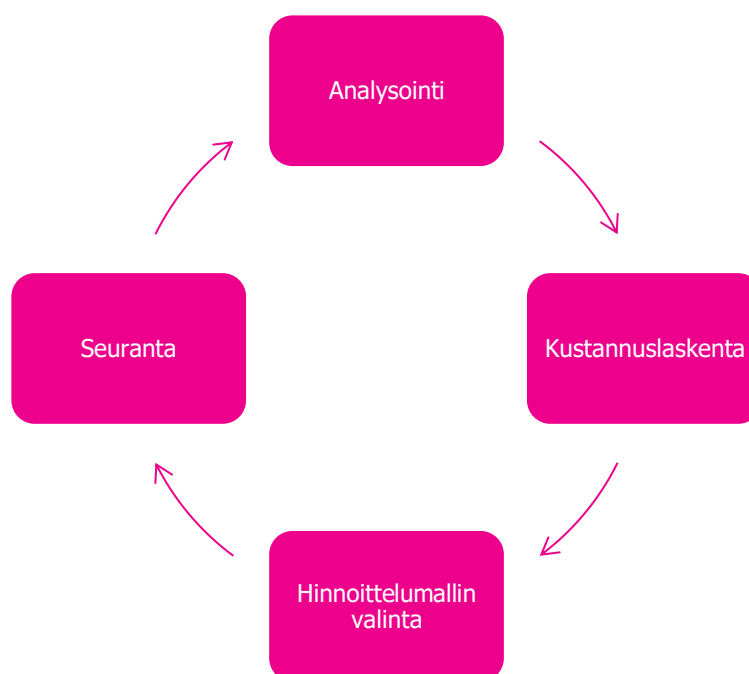 Analysointi
Seuranta
Kustannuslaskenta
Hinnoittelumallin
valinta